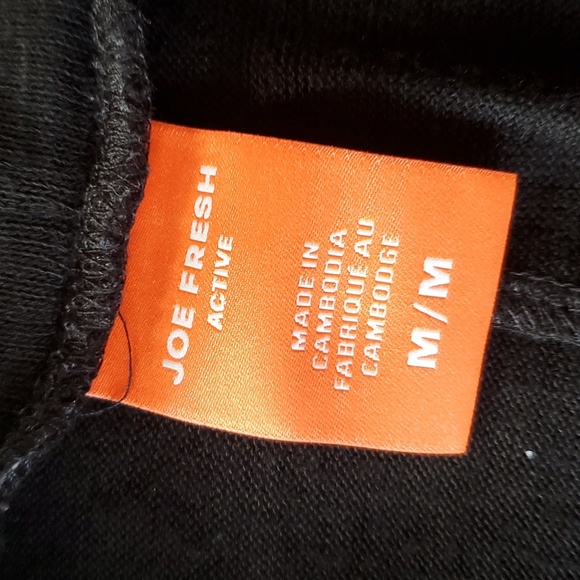 JOE FRESH
ACTIVE
MADE IN
CAMBODIA
FABRIQUÉ AU
CAMBODGE
M/M